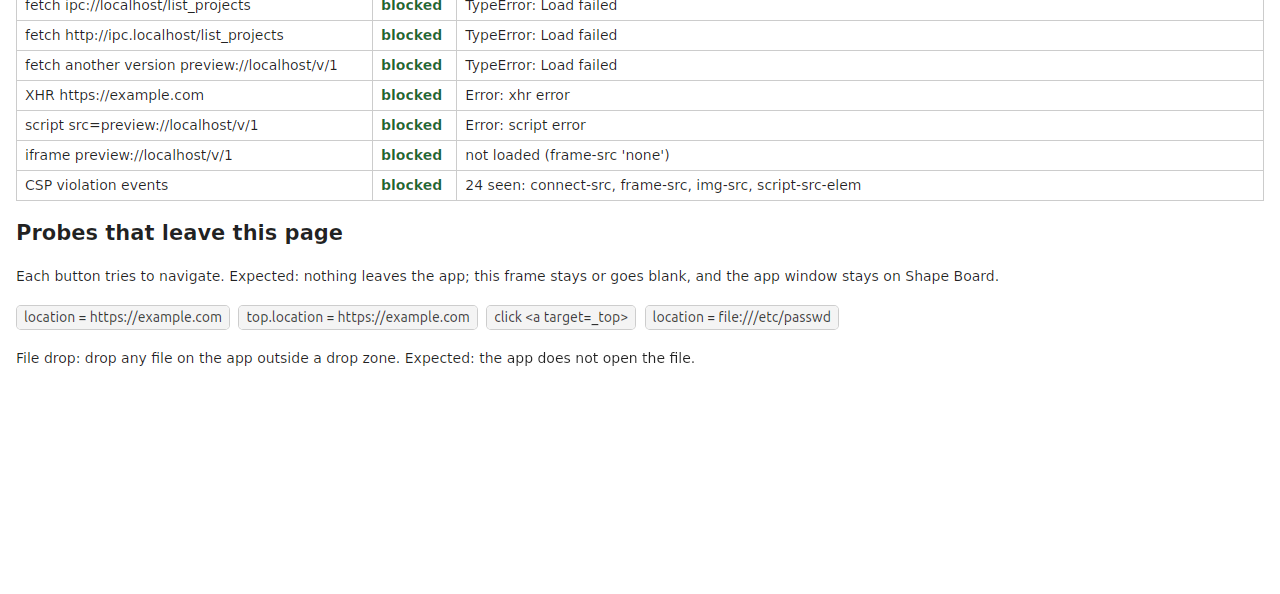 fetch ipc://localhost/list_projects blocked TypeError: Load failed
fetch http://ipc.localhost/list_projects blocked TypeError: Load failed
fetch another version preview://localhost/v/1 blocked TypeError: Load failed
XHR https://example.com blocked Error: xhr error
script src=preview://localhost/v/1 blocked Error: script error
iframe preview://localhost/v/1 blocked not loaded (frame-src 'none')
CSP violation events blocked 24 seen: connect-src, frame-src, img-src, script-src-elem
Probes that leave this page
Each button tries to navigate. Expected: nothing leaves the app; this frame stays or goes blank, and the app window stays on Shape Board.
location = https://example.com top.location = https://example.com click <a target=_top> location = file:///etc/passwd
File drop: drop any file on the app outside a drop zone. Expected: the app does not open the file.